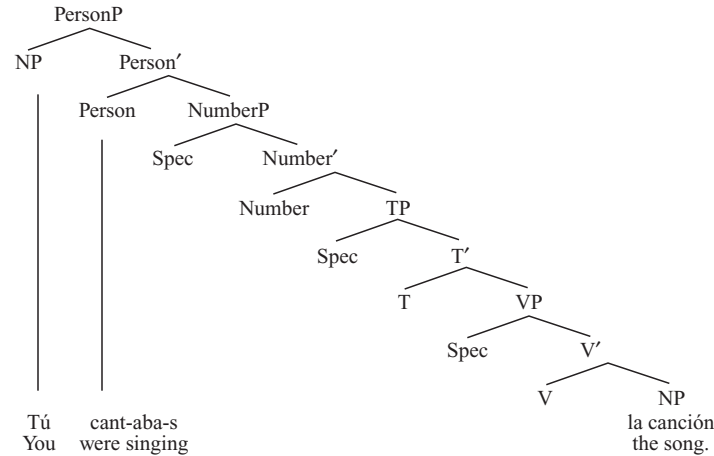 PersonP
NP Person′
Person NumberP
Spec Number′
Number TP
Spec T′
T VP
Spec V′
V NP
Tú cant-aba-s la canción
You were singing the song.